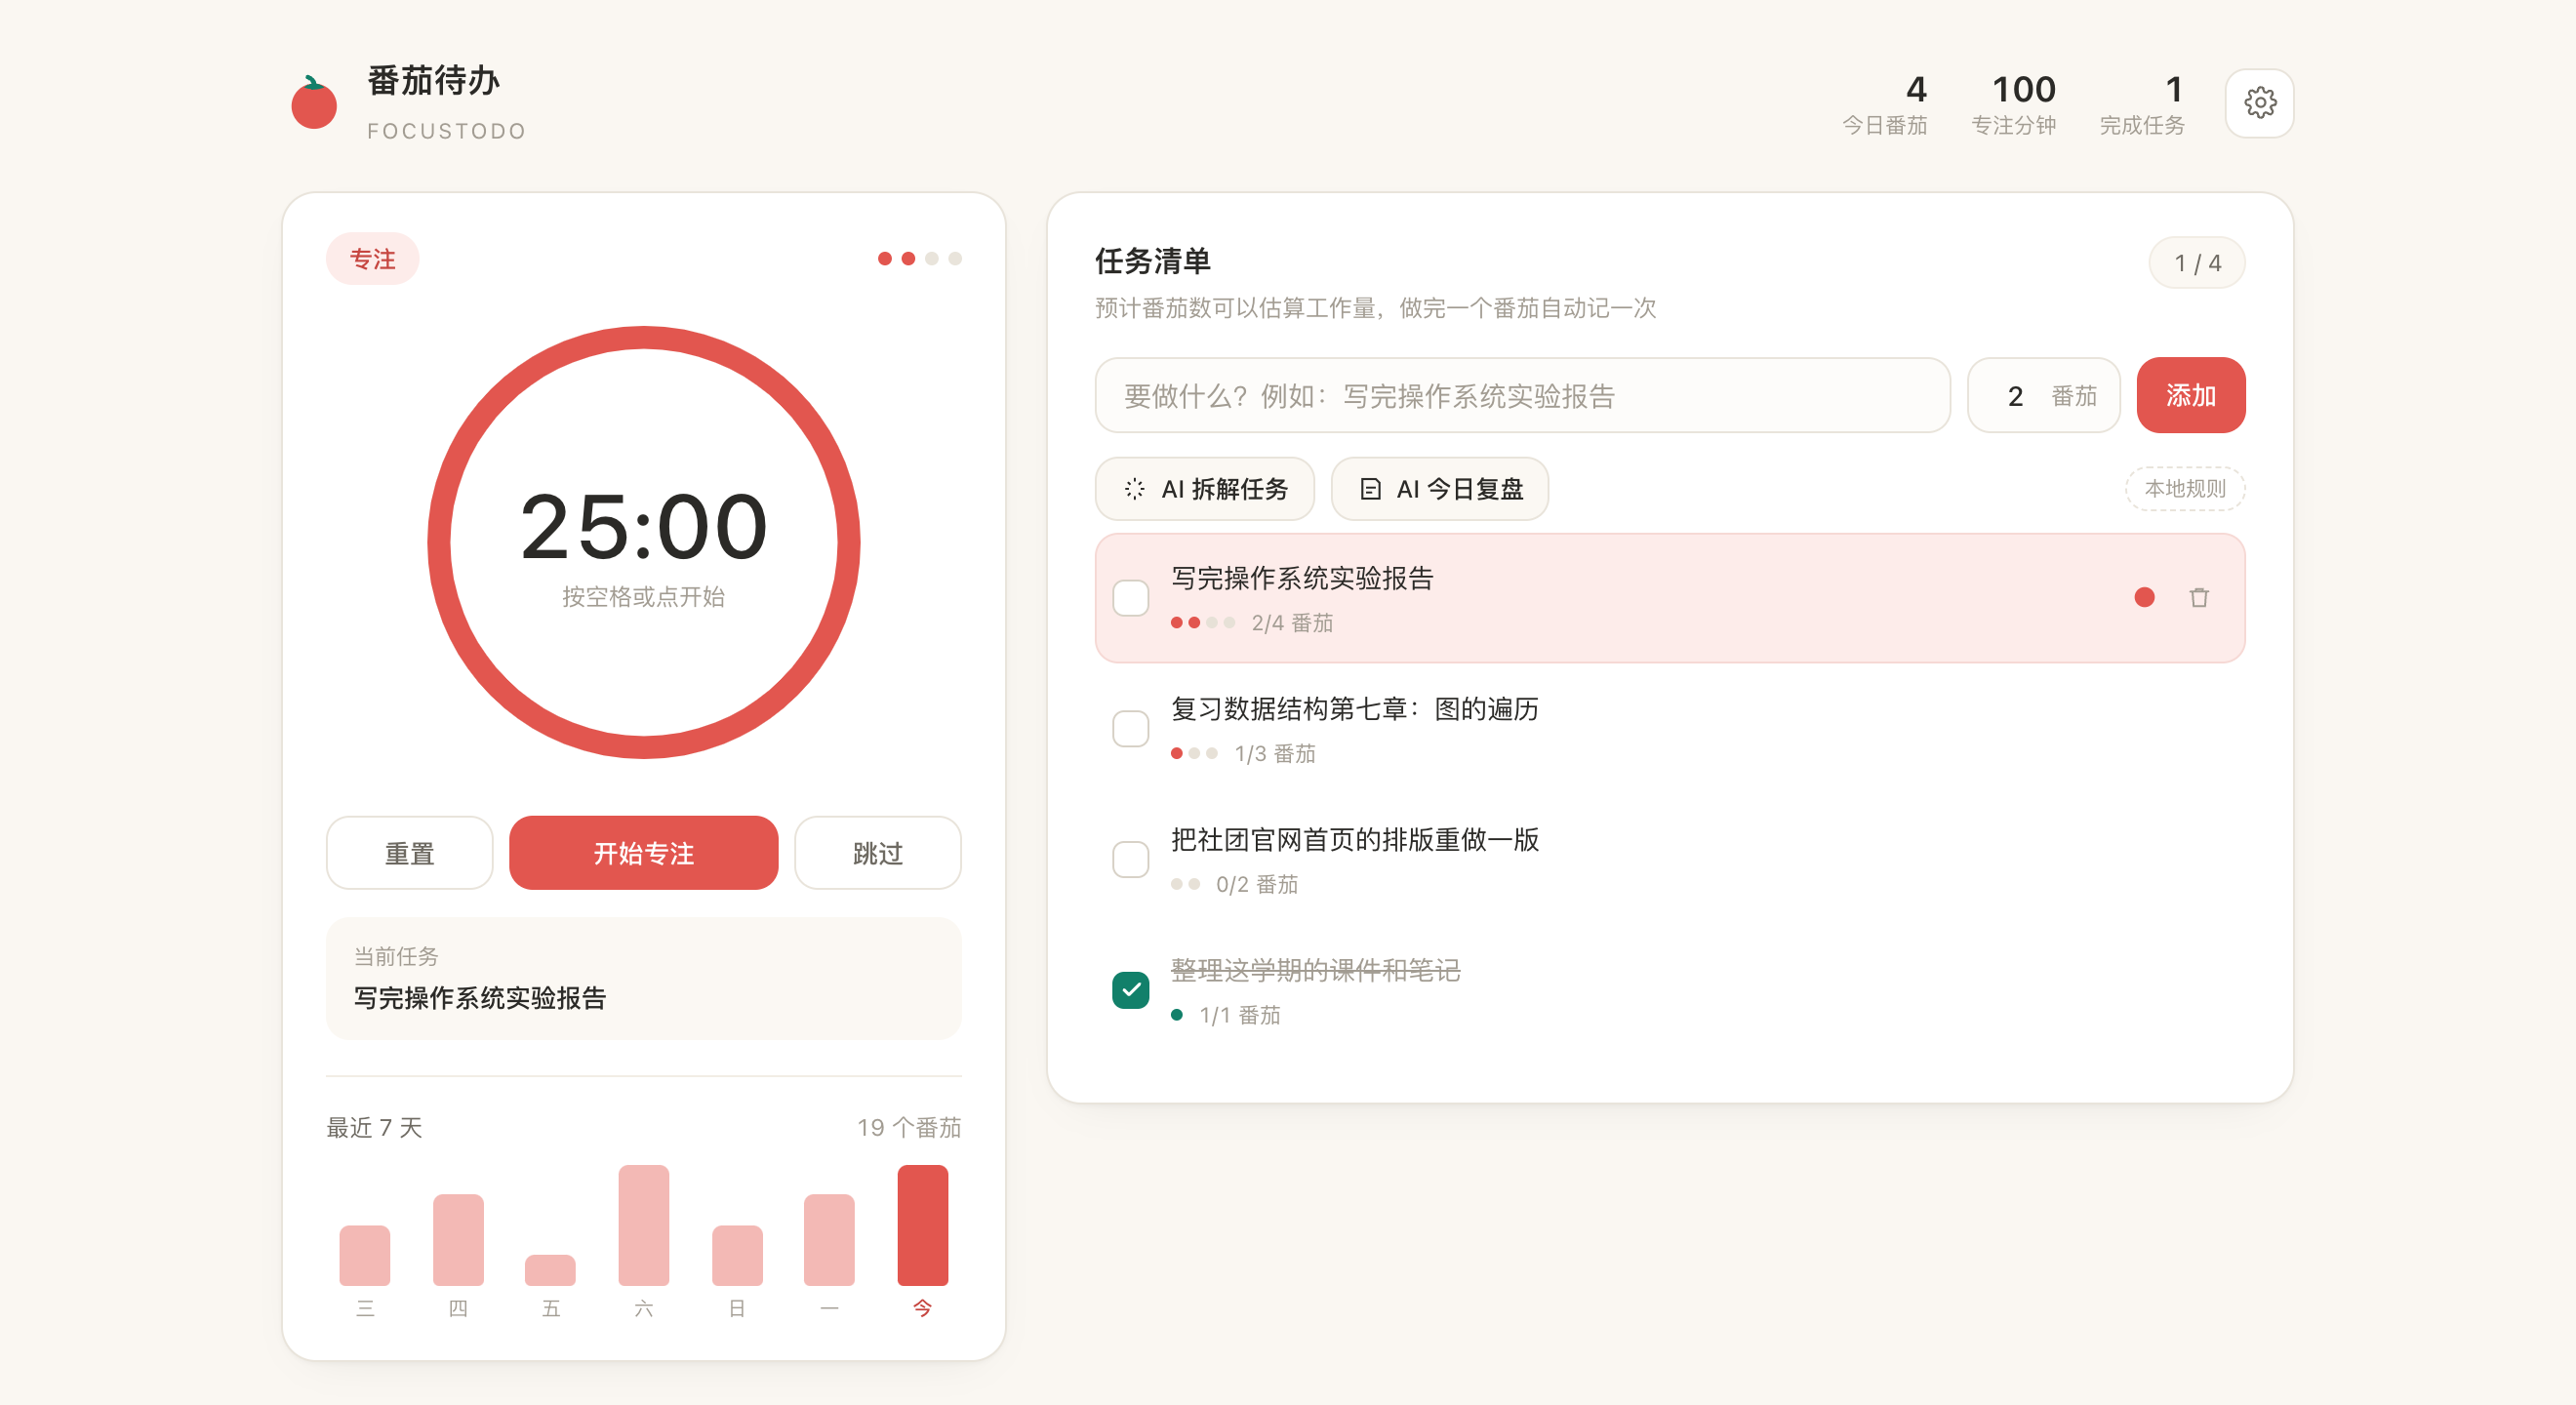 番茄待办
FOCUSTODO
4
今日番茄
100
专注分钟
1
完成任务
专注
25:00
按空格或点开始
重置
开始专注
跳过
当前任务
写完操作系统实验报告
最近 7 天
19 个番茄
三
四
五
六
日
一
今
任务清单
1 / 4
预计番茄数可以估算工作量，做完一个番茄自动记一次
要做什么？例如：写完操作系统实验报告
2 番茄
添加
AI 拆解任务
AI 今日复盘
本地规则
写完操作系统实验报告
2/4 番茄
复习数据结构第七章：图的遍历
1/3 番茄
把社团官网首页的排版重做一版
0/2 番茄
整理这学期的课件和笔记
1/1 番茄